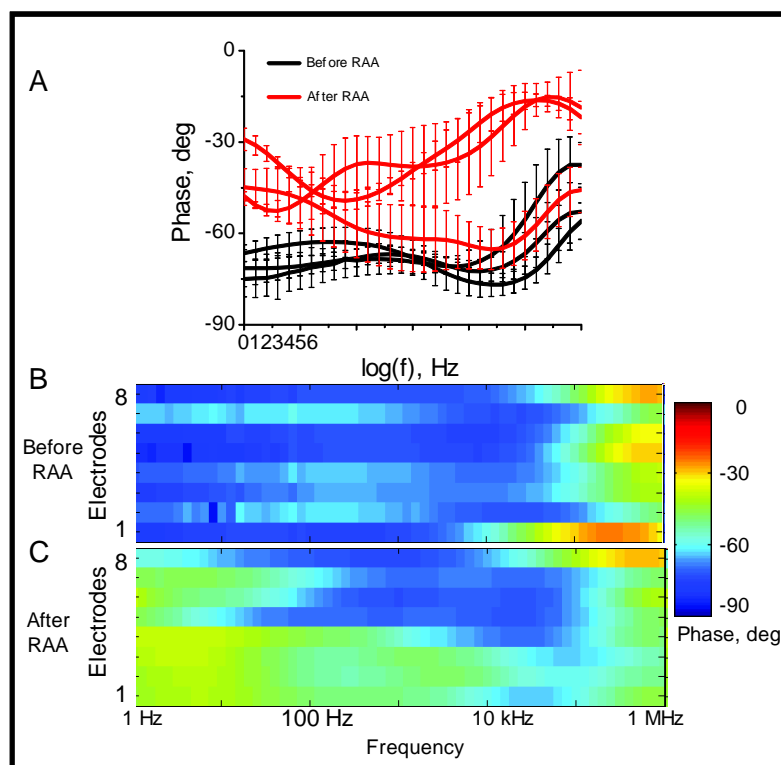 A
0
-30
-60
-90
Phase, deg
Before RAA
After RAA
0123456
log(f), Hz
B
8
1
Electrodes
Before
RAA
C
8
1
Electrodes
After
RAA
0
-30
-60
-90
Phase, deg
1 Hz
100 Hz
10 kHz
1 MHz
Frequency